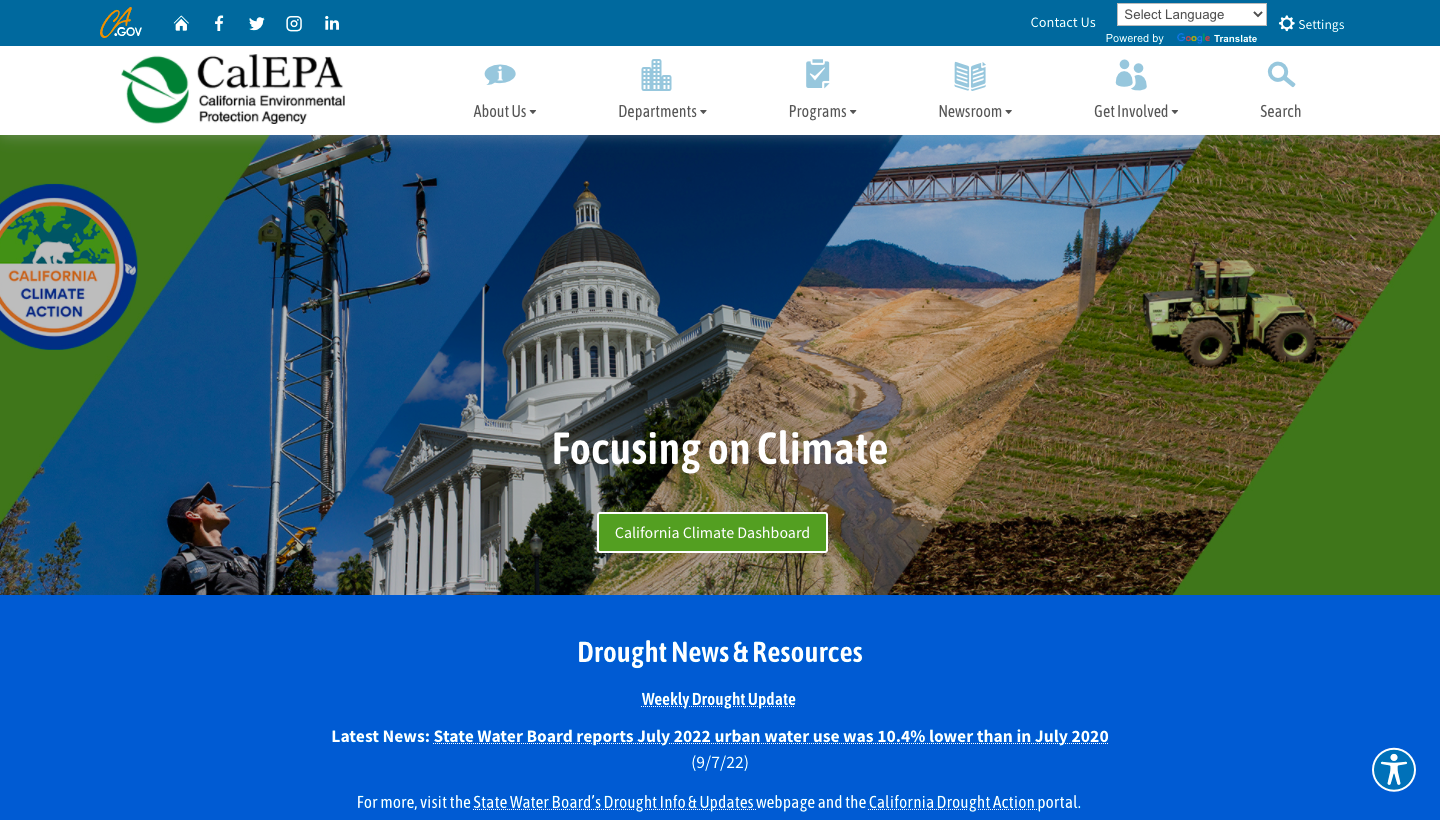 CA.GOV
Contact Us
Select Language
Powered by Google Translate
Settings
CalEPA
California Environmental
Protection Agency
About Us
Departments
Programs
Newsroom
Get Involved
Search
CALIFORNIA
CLIMATE
ACTION
Focusing on Climate
California Climate Dashboard
Drought News & Resources
Weekly Drought Update
Latest News: State Water Board reports July 2022 urban water use was 10.4% lower than in July 2020
(9/7/22)
For more, visit the State Water Board's Drought Info & Updates webpage and the California Drought Action portal.